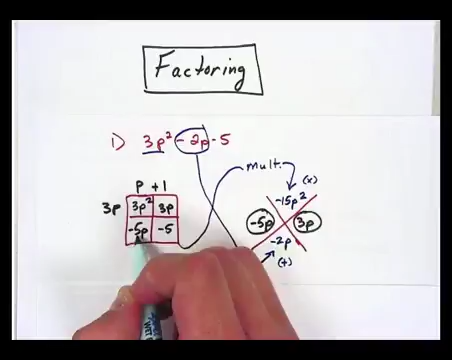 Factoring
1) 3p² -2p -5
mult.
p +1
(x)
-15p²
3p 3p² 3p
-5p -5
-5p 3p
-2p
(+)